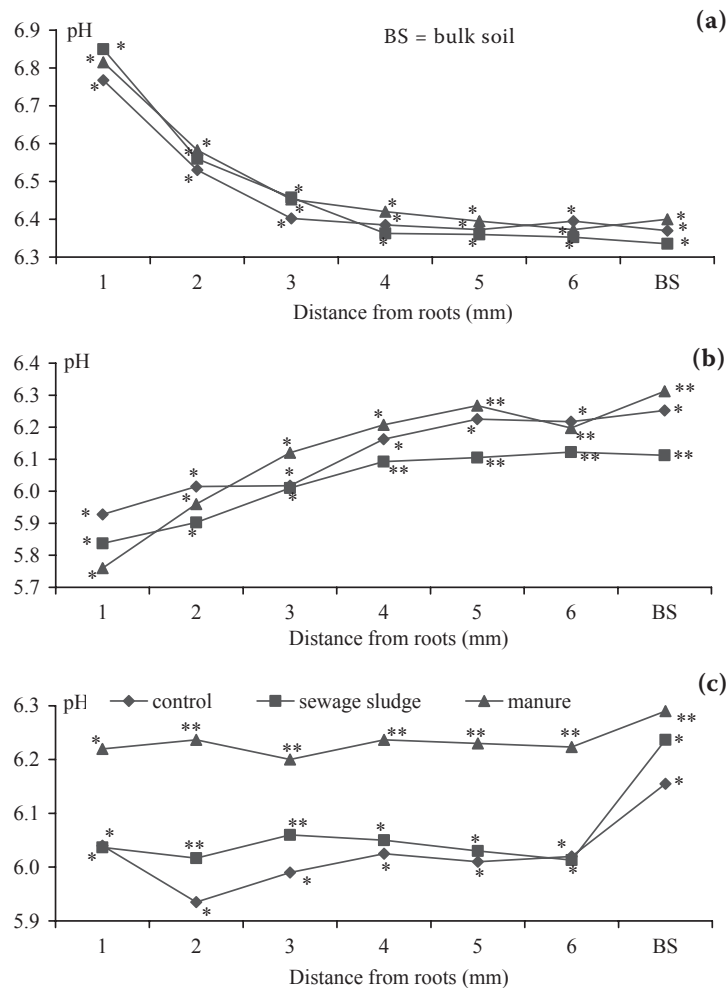 (a)
pH
BS = bulk soil
6.9
6.8
6.7
6.6
6.5
6.4
6.3
* * * * * * * * * * * * * * * * * * * * *
1 2 3 4 5 6 BS
Distance from roots (mm)
(b)
pH
6.4
6.3
6.2
6.1
6.0
5.9
5.8
5.7
* * * * * * * * * * * * * * ** ** ** ** ** ** **
1 2 3 4 5 6 BS
Distance from roots (mm)
(c)
pH
control sewage sludge manure
6.3
6.2
6.1
6.0
5.9
* ** ** ** ** ** **
* ** ** * * * *
* * * * * * *
1 2 3 4 5 6 BS
Distance from roots (mm)